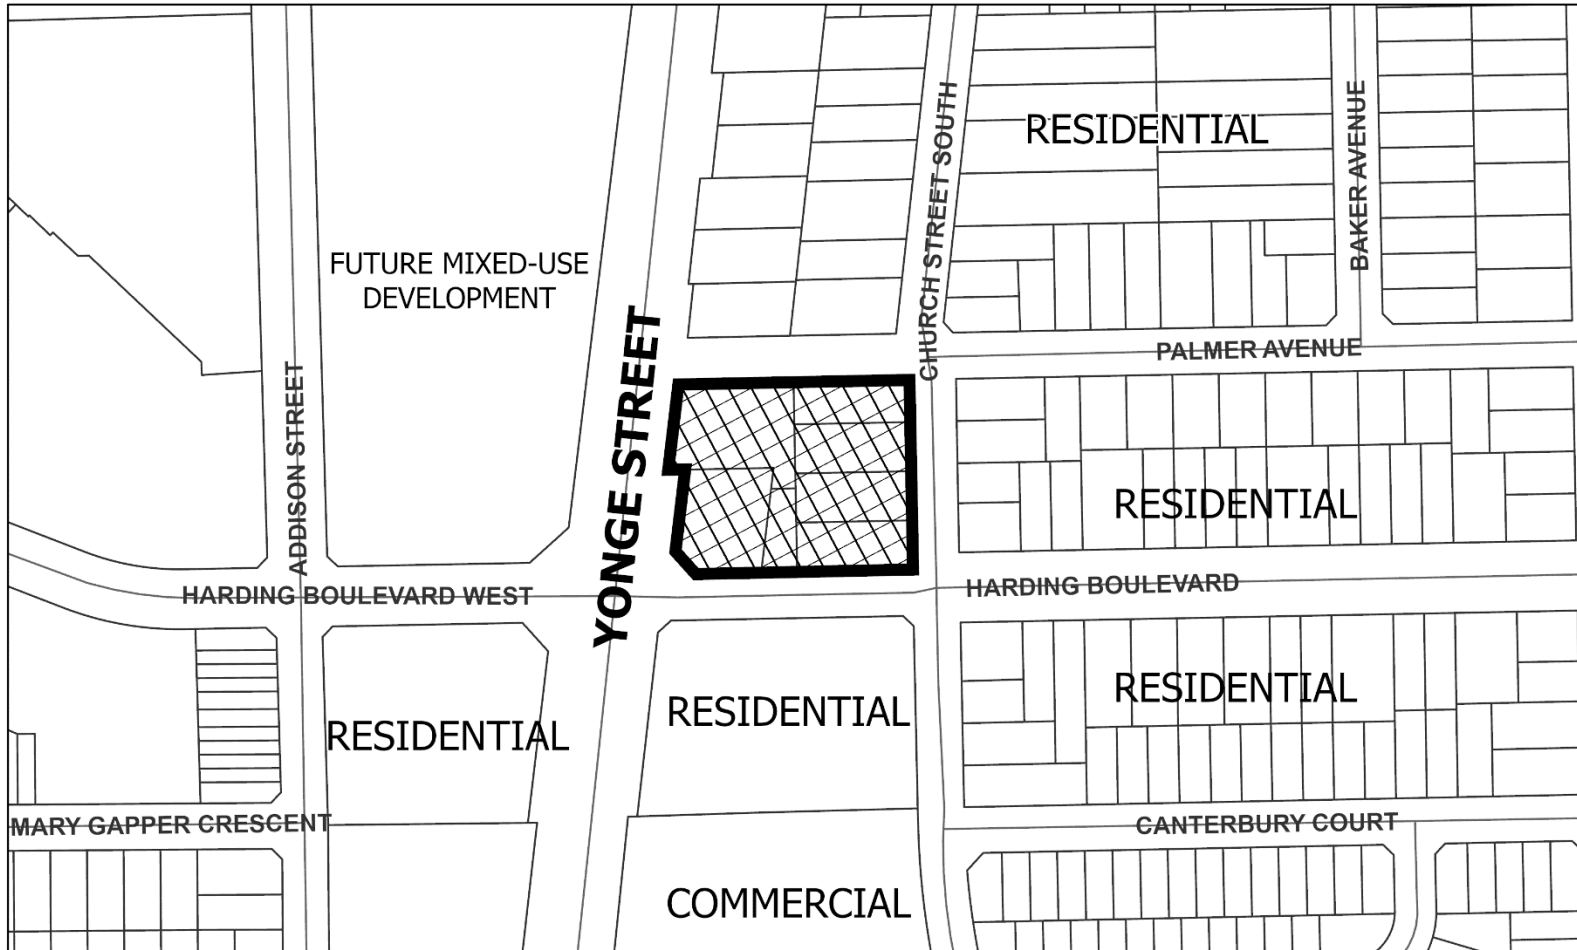 RESIDENTIAL
CHURCH STREET SOUTH
BAKER AVENUE
FUTURE MIXED-USE
DEVELOPMENT
PALMER AVENUE
YONGE STREET
ADDISON STREET
RESIDENTIAL
HARDING BOULEVARD WEST
HARDING BOULEVARD
RESIDENTIAL
RESIDENTIAL
RESIDENTIAL
MARY GAPPER CRESCENT
CANTERBURY COURT
COMMERCIAL